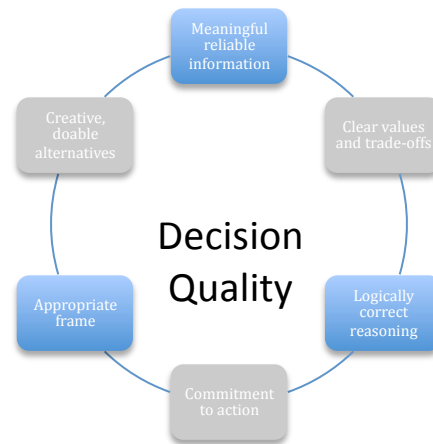 Meaningful
reliable
information
Creative,
doable
alternatives
Clear values
and trade-offs
Decision
Quality
Appropriate
frame
Logically
correct
reasoning
Commitment
to action